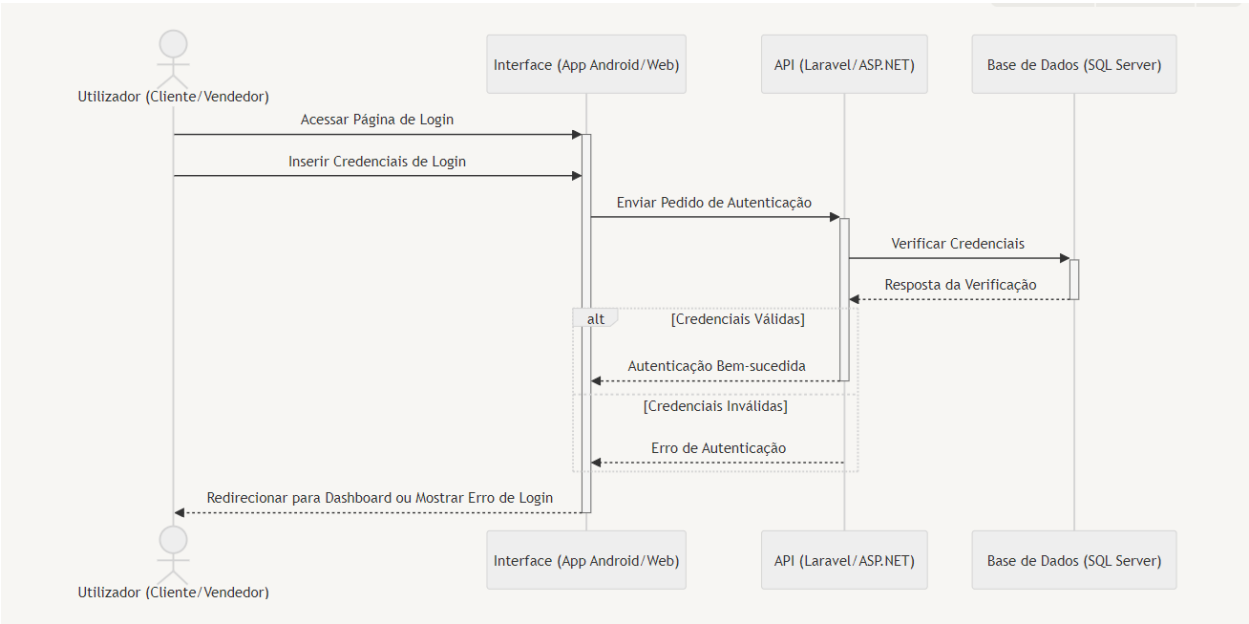 Utilizador (Cliente/Vendedor)
Interface (App Android/Web)
API (Laravel/ASP.NET)
Base de Dados (SQL Server)
Acessar Página de Login
Inserir Credenciais de Login
Enviar Pedido de Autenticação
Verificar Credenciais
Resposta da Verificação
alt
[Credenciais Válidas]
Autenticação Bem-sucedida
[Credenciais Inválidas]
Erro de Autenticação
Redirecionar para Dashboard ou Mostrar Erro de Login
Utilizador (Cliente/Vendedor)
Interface (App Android/Web)
API (Laravel/ASP.NET)
Base de Dados (SQL Server)